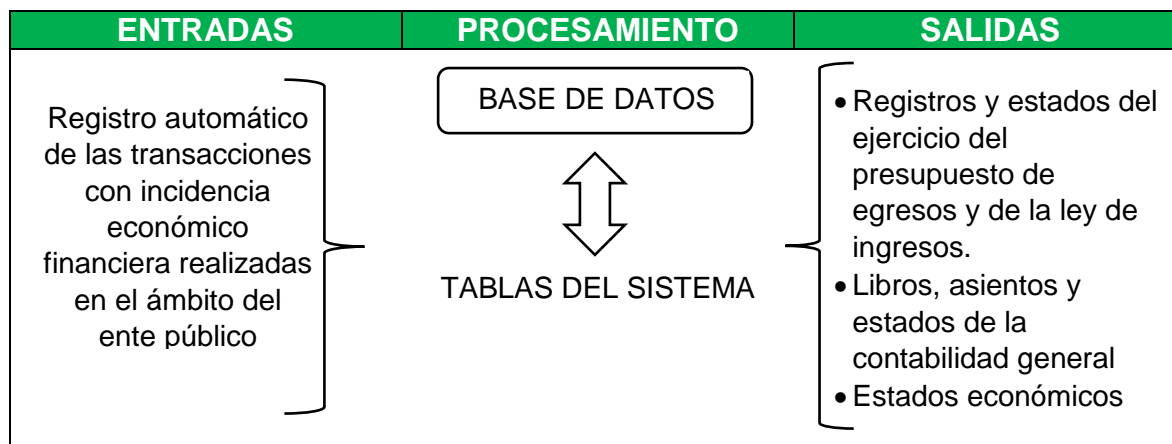 ENTRADAS PROCESAMIENTO SALIDAS
Registro automático
de las transacciones
con incidencia
económico
financiera realizadas
en el ámbito del
ente público
BASE DE DATOS
TABLAS DEL SISTEMA
• Registros y estados del
ejercicio del
presupuesto de
egresos y de la ley de
ingresos.
• Libros, asientos y
estados de la
contabilidad general
• Estados económicos